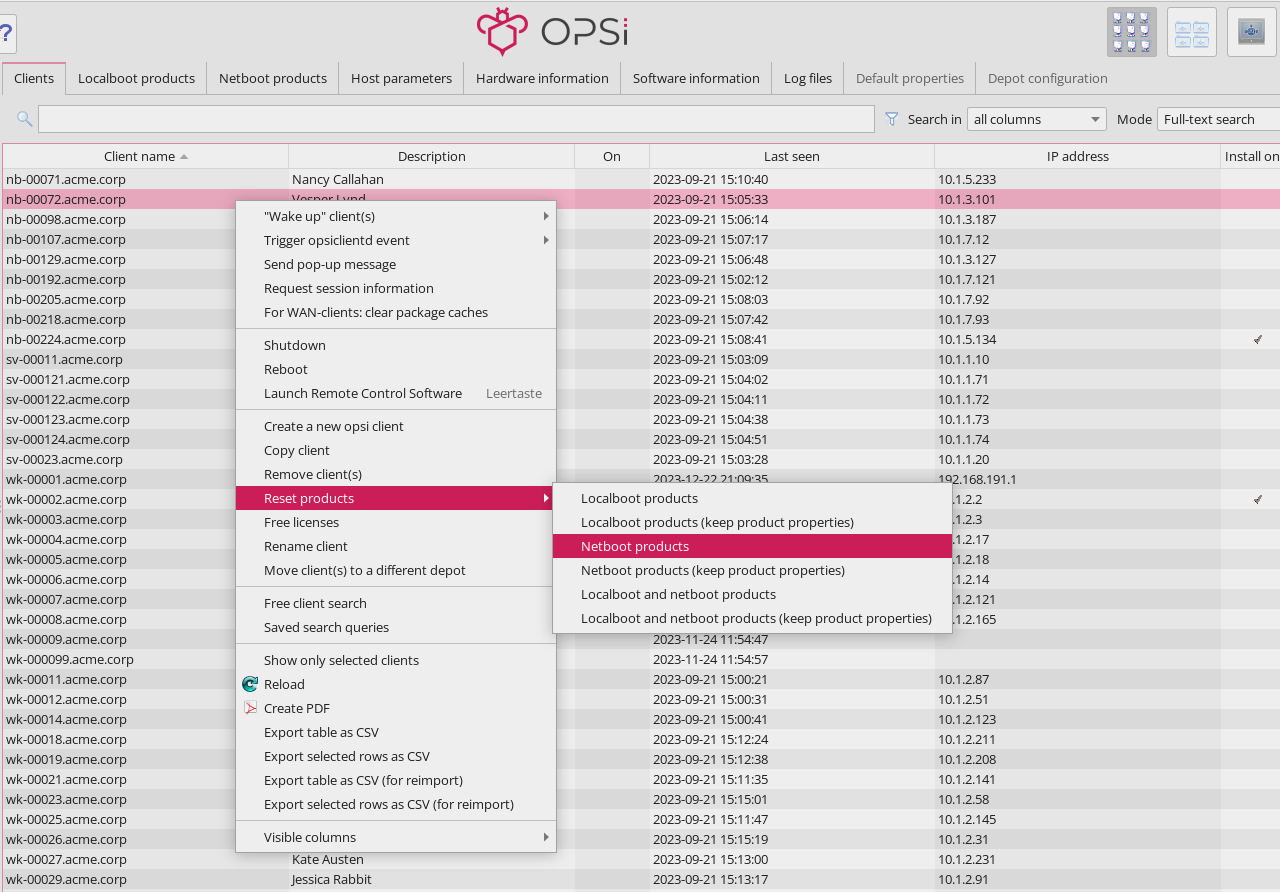 ?
OPSi
Clients Localboot products Netboot products Host parameters Hardware information Software information Log files Default properties Depot configuration
Search in all columns Mode Full-text search
Client name Description On Last seen IP address Install on
nb-00071.acme.corp Nancy Callahan 2023-09-21 15:10:40 10.1.5.233
nb-00072.acme.corp Vesper Lynd 2023-09-21 15:05:33 10.1.3.101
nb-00098.acme.corp 2023-09-21 15:06:14 10.1.3.187
nb-00107.acme.corp 2023-09-21 15:07:17 10.1.7.12
nb-00129.acme.corp 2023-09-21 15:06:48 10.1.3.127
nb-00192.acme.corp 2023-09-21 15:02:12 10.1.7.121
nb-00205.acme.corp 2023-09-21 15:08:03 10.1.7.92
nb-00218.acme.corp 2023-09-21 15:07:42 10.1.7.93
nb-00224.acme.corp 2023-09-21 15:08:41 10.1.5.134 ✓
sv-00011.acme.corp 2023-09-21 15:03:09 10.1.1.10
sv-000121.acme.corp 2023-09-21 15:04:02 10.1.1.71
sv-000122.acme.corp 2023-09-21 15:04:11 10.1.1.72
sv-000123.acme.corp 2023-09-21 15:04:38 10.1.1.73
sv-000124.acme.corp 2023-09-21 15:04:51 10.1.1.74
sv-00023.acme.corp 2023-09-21 15:03:28 10.1.1.20
wk-00001.acme.corp 2023-12-22 21:09:35 192.168.191.1
wk-00002.acme.corp .1.2.2 ✓
wk-00003.acme.corp .1.2.3
wk-00004.acme.corp .1.2.17
wk-00005.acme.corp .1.2.18
wk-00006.acme.corp .1.2.14
wk-00007.acme.corp .1.2.121
wk-00008.acme.corp .1.2.165
wk-00009.acme.corp 2023-11-24 11:54:47
wk-000099.acme.corp 2023-11-24 11:54:57
wk-00011.acme.corp 2023-09-21 15:00:21 10.1.2.87
wk-00012.acme.corp 2023-09-21 15:00:31 10.1.2.51
wk-00014.acme.corp 2023-09-21 15:00:41 10.1.2.123
wk-00018.acme.corp 2023-09-21 15:12:24 10.1.2.211
wk-00019.acme.corp 2023-09-21 15:12:38 10.1.2.208
wk-00021.acme.corp 2023-09-21 15:11:35 10.1.2.141
wk-00023.acme.corp 2023-09-21 15:15:01 10.1.2.58
wk-00025.acme.corp 2023-09-21 15:11:47 10.1.2.145
wk-00026.acme.corp 2023-09-21 15:15:19 10.1.2.31
wk-00027.acme.corp Kate Austen 2023-09-21 15:13:00 10.1.2.231
wk-00029.acme.corp Jessica Rabbit 2023-09-21 15:13:17 10.1.2.91
"Wake up" client(s)
Trigger opsiclientd event
Send pop-up message
Request session information
For WAN-clients: clear package caches
Shutdown
Reboot
Launch Remote Control Software Leertaste
Create a new opsi client
Copy client
Remove client(s)
Reset products
Free licenses
Rename client
Move client(s) to a different depot
Free client search
Saved search queries
Show only selected clients
Reload
Create PDF
Export table as CSV
Export selected rows as CSV
Export table as CSV (for reimport)
Export selected rows as CSV (for reimport)
Visible columns
Localboot products
Localboot products (keep product properties)
Netboot products
Netboot products (keep product properties)
Localboot and netboot products
Localboot and netboot products (keep product properties)